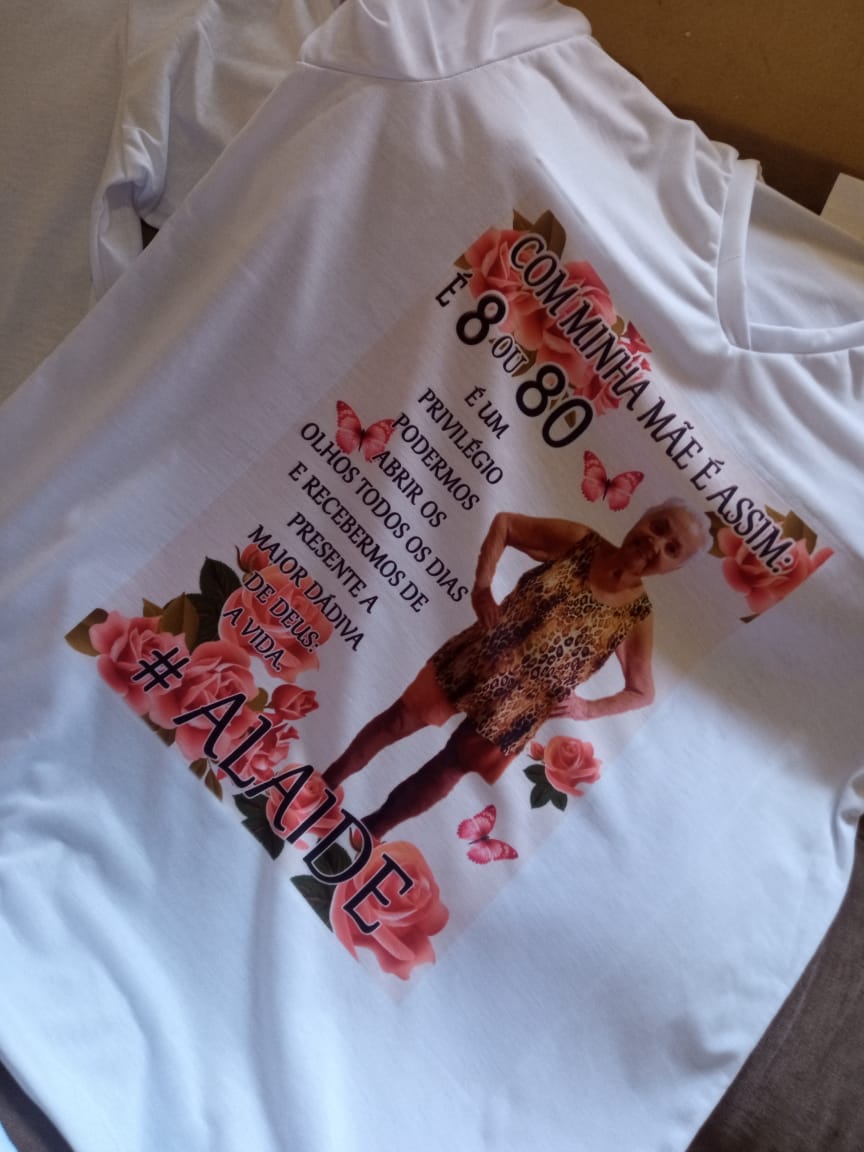 COM MINHA MÃE É ASSIM:
É 8 OU 80
É UM
PRIVILÉGIO
PODERMOS
ABRIR OS
OLHOS TODOS OS DIAS
E RECEBERMOS DE
PRESENTE A
MAIOR DÁDIVA
DE DEUS:
A VIDA.
# ALAIDE